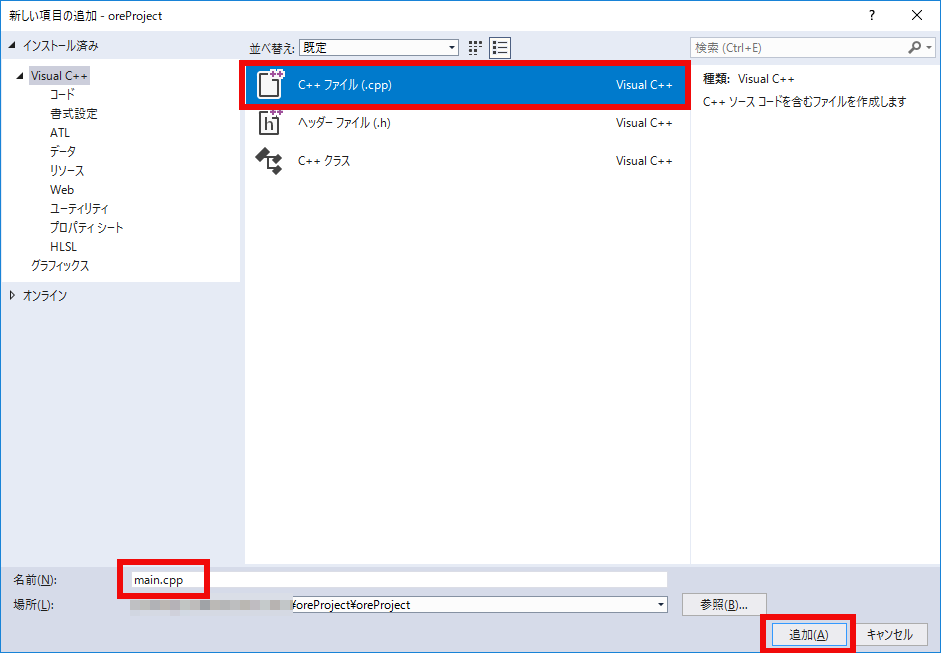 新しい項目の追加 - oreProject
?
インストール済み
並べ替え: 既定
検索 (Ctrl+E)
Visual C++
コード
書式設定
ATL
データ
リソース
Web
ユーティリティ
プロパティ シート
HLSL
グラフィックス
オンライン
C++ ファイル (.cpp) Visual C++
ヘッダー ファイル (.h) Visual C++
C++ クラス Visual C++
種類: Visual C++
C++ ソース コードを含むファイルを作成します
名前(N): main.cpp
場所(L): ¥oreProject¥oreProject
参照(B)...
追加(A) キャンセル